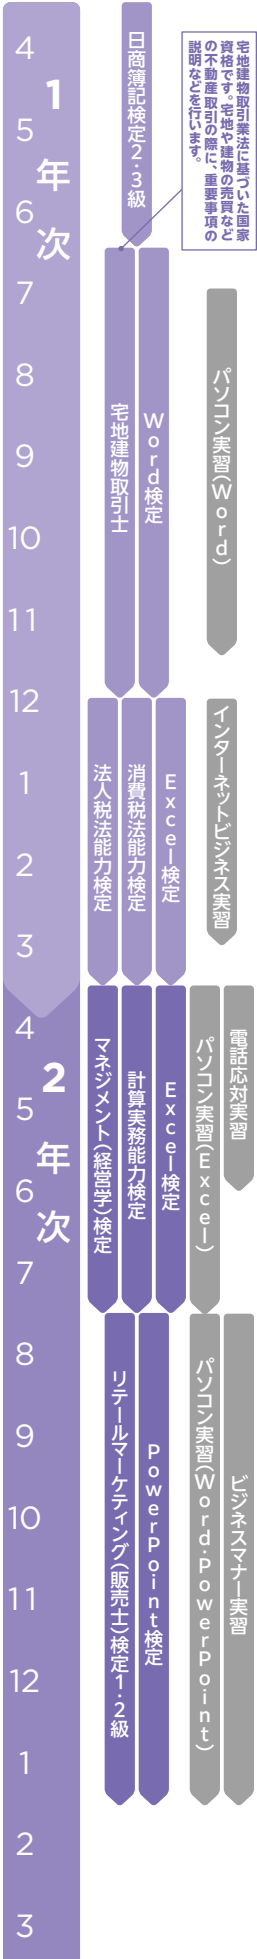 1年次
4
5
6
7
8
9
10
11
12
1
2
3
日商簿記検定2・3級
宅地建物取引業法に基づいた国家
資格です。宅地や建物の売買など
の不動産取引の際に、重要事項の
説明などを行います。
宅地建物取引士
Word検定
パソコン実習(Word)
法人税法能力検定
消費税法能力検定
Excel検定
インターネットビジネス実習
2年次
4
5
6
7
8
9
10
11
12
1
2
3
マネジメント(経営学)検定
計算実務能力検定
Excel検定
パソコン実習(Excel)
電話応対実習
リテールマーケティング(販売士)検定1・2級
PowerPoint検定
パソコン実習(Word・PowerPoint)
ビジネスマナー実習